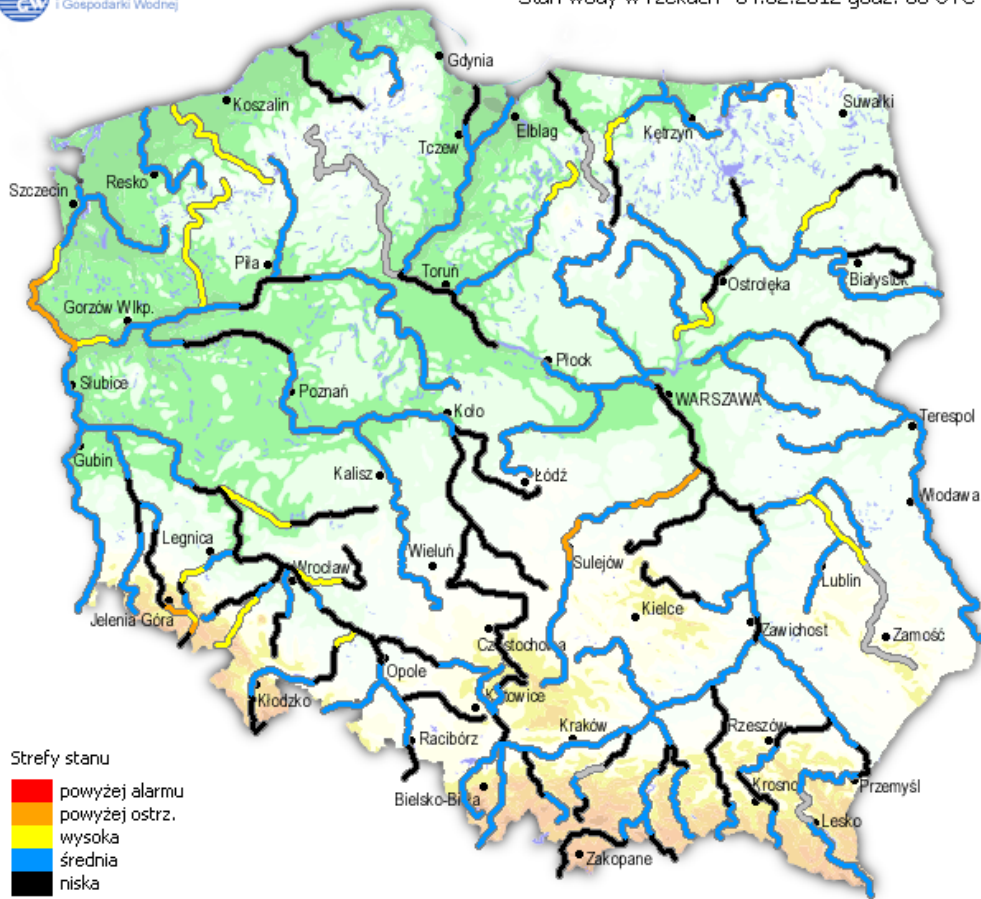 i Gospodarki Wodnej
Gdynia
Koszalin
Suwałki
Elbląg
Kętrzyn
Tczew
Resko
Szczecin
Piła
Toruń
Białystok
Ostrołęka
Gorzów Wlkp.
Płock
Słubice
Poznań
WARSZAWA
Koło
Terespol
Gubin
Kalisz
Łódź
Włodawa
Legnica
Wieluń
Sulejów
Wrocław
Lublin
Jelenia Góra
Kielce
Zawichost
Zamość
Częstochowa
Opole
Kłodzko
Katowice
Racibórz
Kraków
Rzeszów
Strefy stanu
powyżej alarmu
powyżej ostrz.
wysoka
średnia
niska
Bielsko-Biała
Krosno
Przemyśl
Lesko
Zakopane